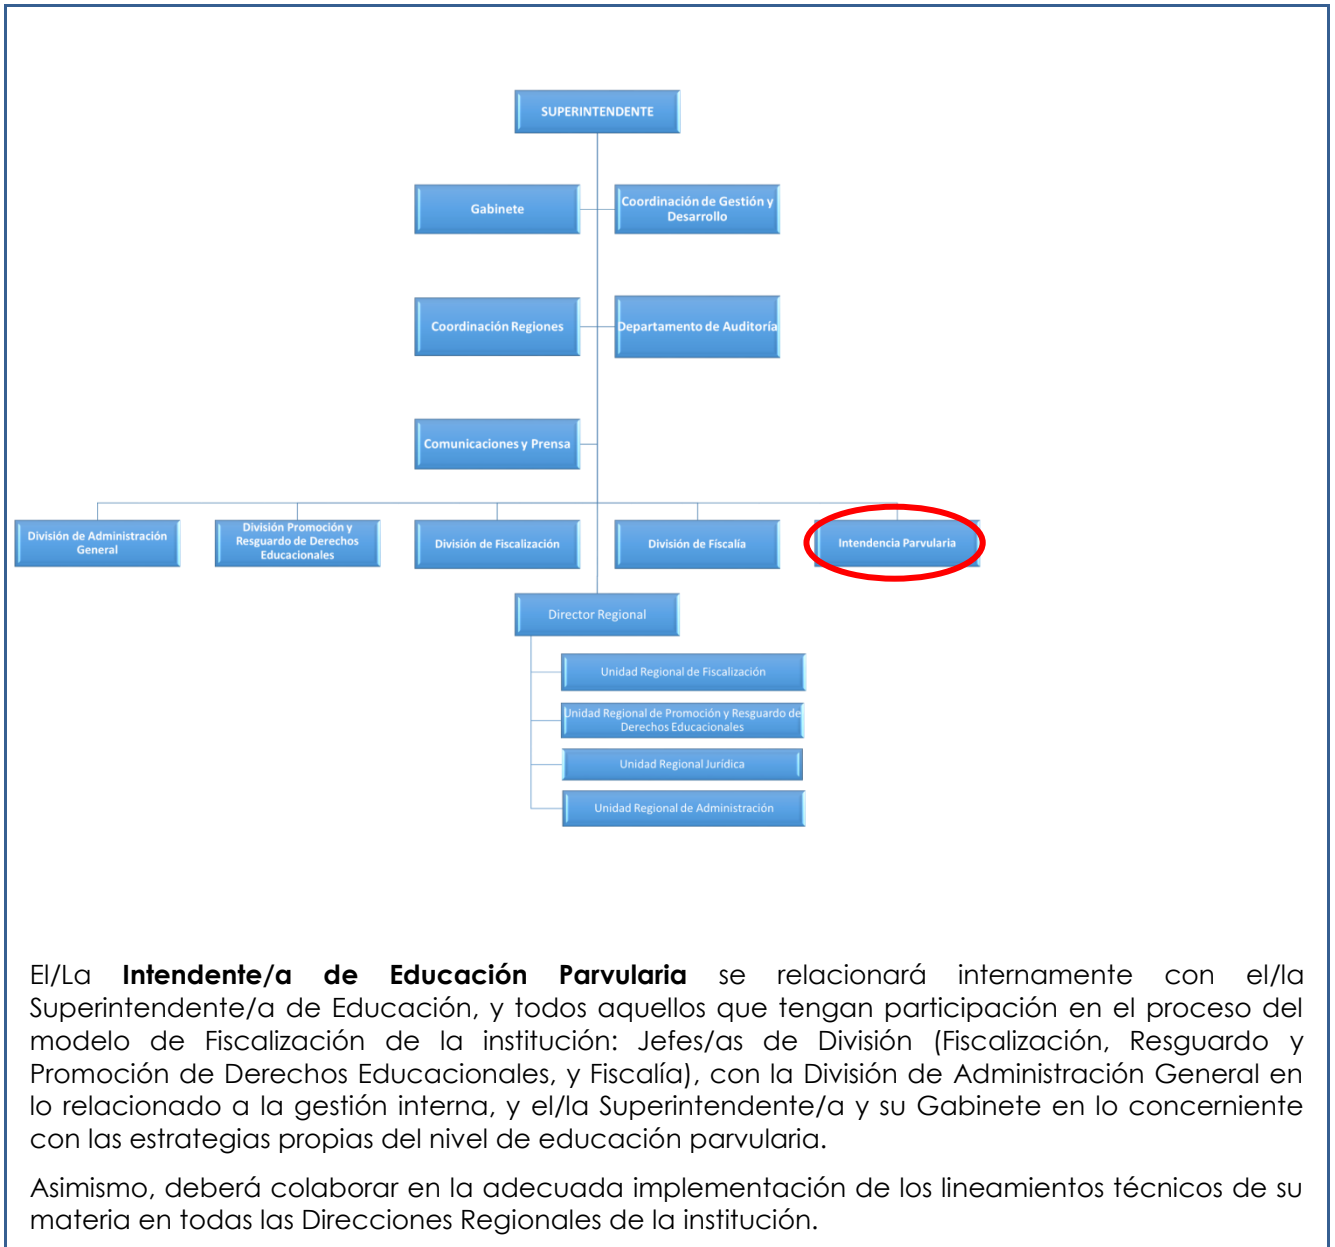 SUPERINTENDENTE
Gabinete
Coordinación de Gestión y
Desarrollo
Coordinación Regiones
Departamento de Auditoría
Comunicaciones y Prensa
División de Administración
General
División Promoción y
Resguardo de Derechos
Educacionales
División de Fiscalización
División de Fiscalía
Intendencia Parvularia
Director Regional
Unidad Regional de Fiscalización
Unidad Regional de Promoción y Resguardo de
Derechos Educacionales
Unidad Regional Jurídica
Unidad Regional de Administración
El/La Intendente/a de Educación Parvularia se relacionará internamente con el/la
Superintendente/a de Educación, y todos aquellos que tengan participación en el proceso del
modelo de Fiscalización de la institución: Jefes/as de División (Fiscalización, Resguardo y
Promoción de Derechos Educacionales, y Fiscalía), con la División de Administración General en
lo relacionado a la gestión interna, y el/la Superintendente/a y su Gabinete en lo concerniente
con las estrategias propias del nivel de educación parvularia.
Asimismo, deberá colaborar en la adecuada implementación de los lineamientos técnicos de su
materia en todas las Direcciones Regionales de la institución.